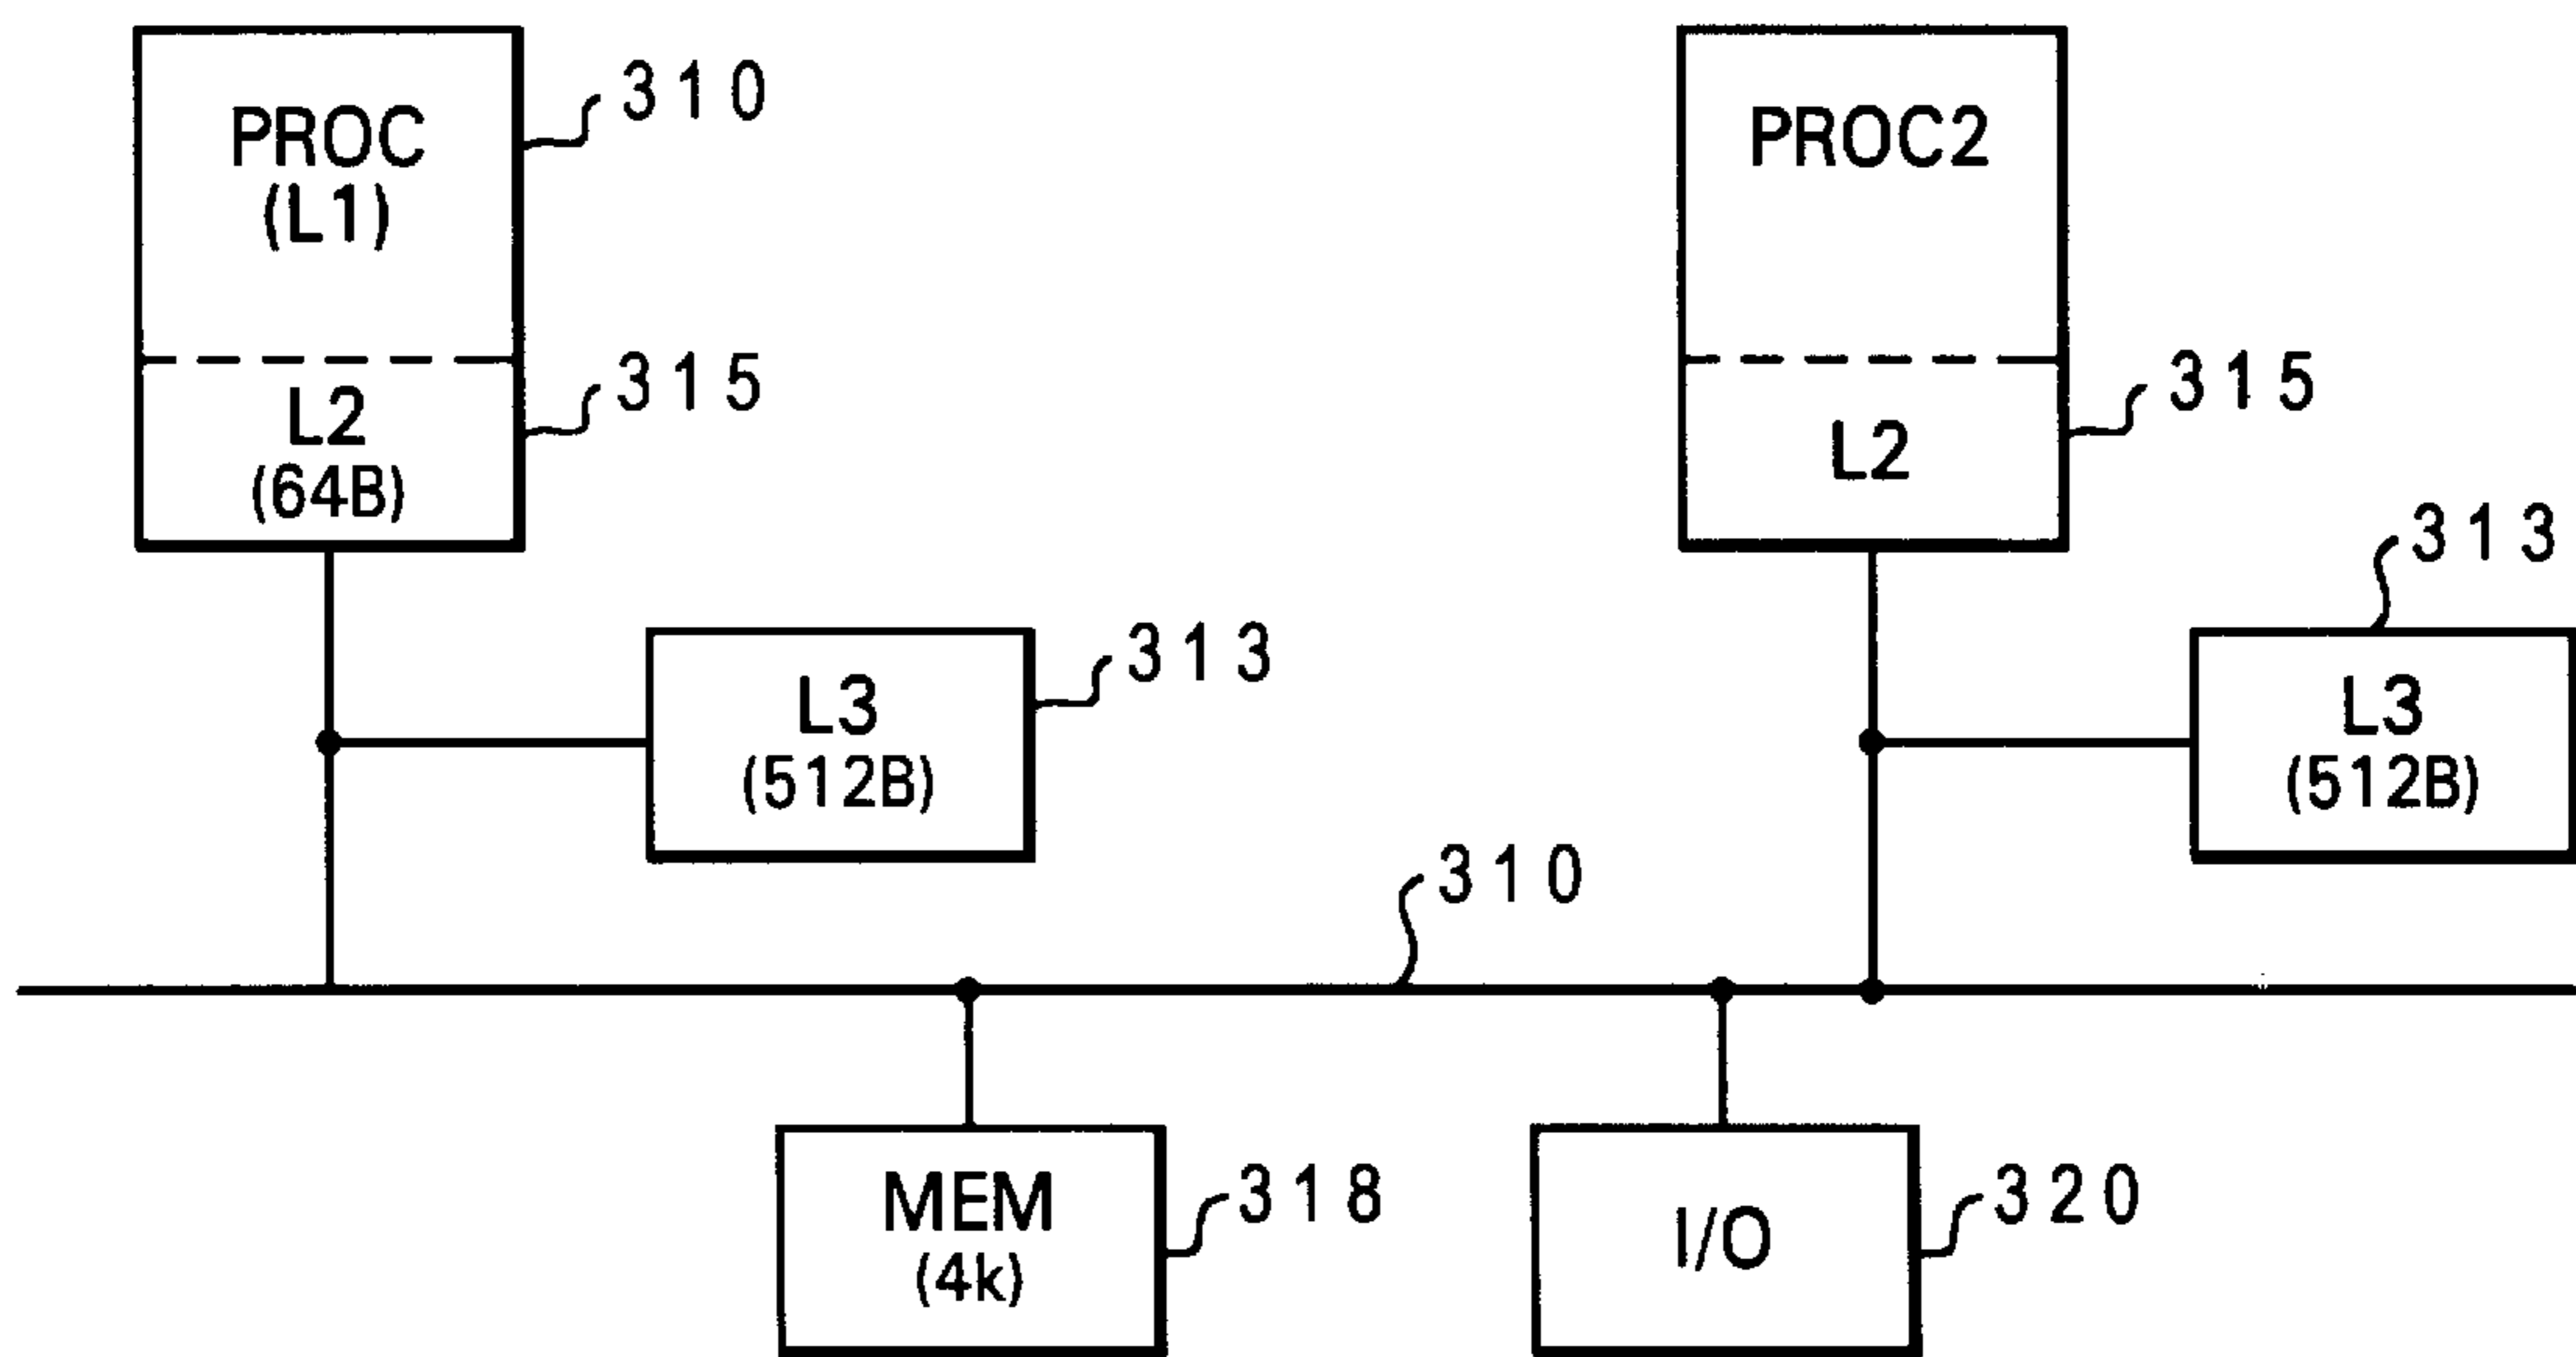 PROC
(L1)
310
L2
(64B)
315
PROC2
L2
315
L3
(512B)
313
L3
(512B)
313
310
MEM
(4k)
318
I/O
320